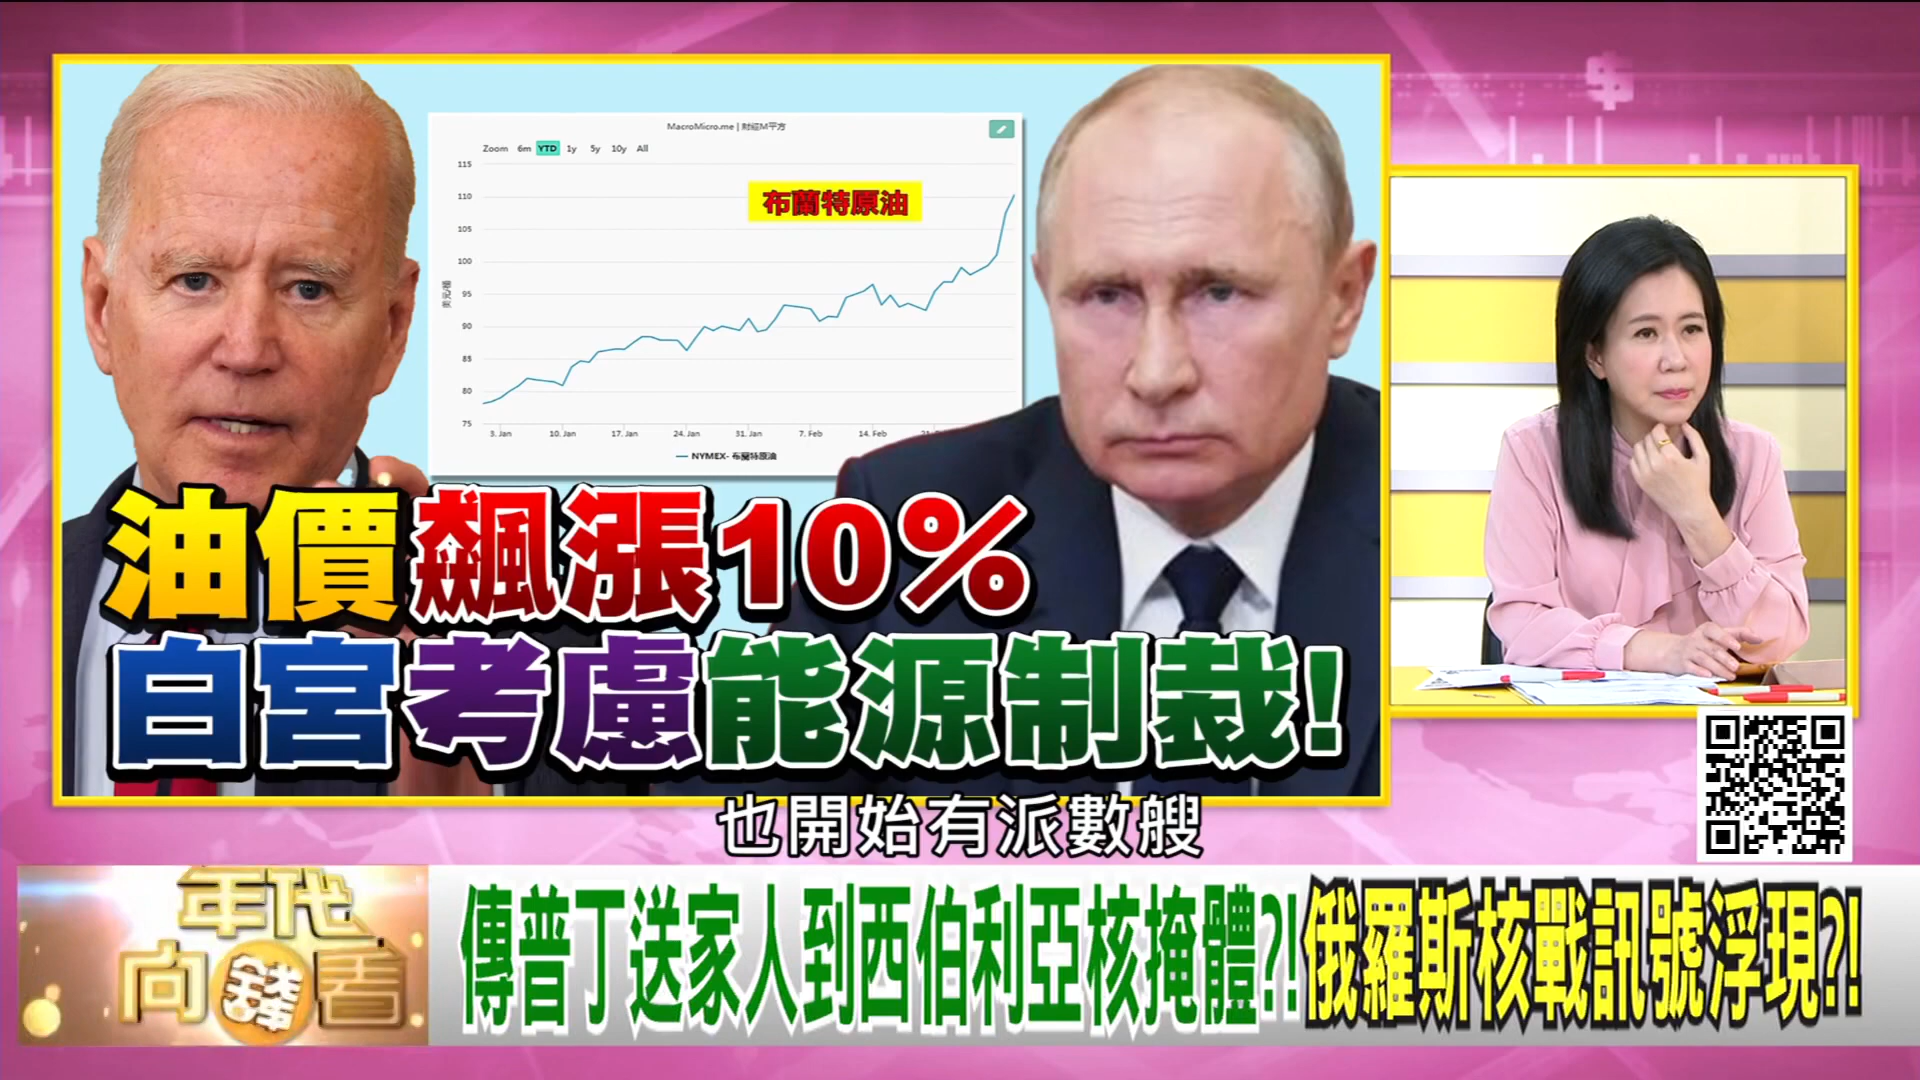 MacroMicro.me | 財經M平方
Zoom 6m YTD 1y 5y 10y All
布蘭特原油
115
110
105
100
95
90
85
80
75
美元/桶
3. Jan 10. Jan 17. Jan 24. Jan 31. Jan 7. Feb 14. Feb
NYMEX- 布蘭特原油
油價飆漲10%
白宮考慮能源制裁!
也開始有派數艘
年代向錢看
傳普丁送家人到西伯利亞核掩體?!俄羅斯核戰訊號浮現?!